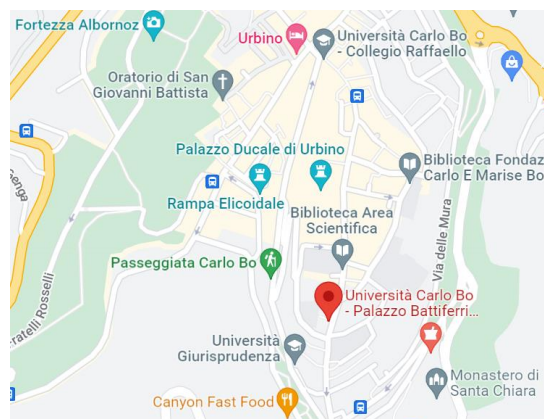 Fortezza Albornoz
Urbino
Università Carlo Bo
- Collegio Raffaello
Oratorio di San
Giovanni Battista
Palazzo Ducale di Urbino
Biblioteca Fondaz
Carlo E Marise Bo
Rampa Elicoidale
Biblioteca Area
Scientifica
Genga
Via delle Mura
Passeggiata Carlo Bo
Università Carlo Bo
- Palazzo Battiferri...
ratelli Rosselli
Università
Giurisprudenza
Monastero di
Santa Chiara
Canyon Fast Food